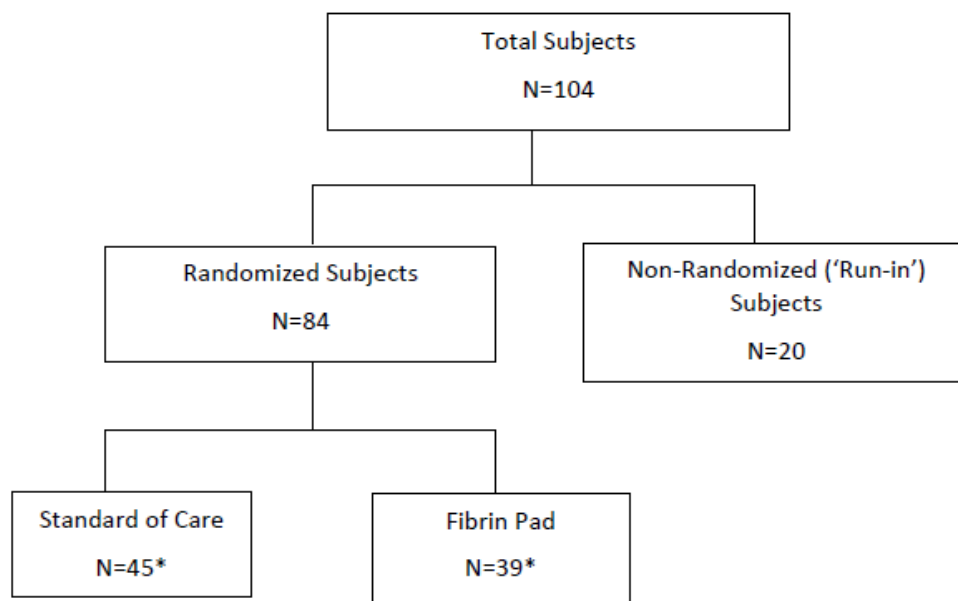 Total Subjects
N=104
Randomized Subjects
N=84
Non-Randomized (‘Run-in’)
Subjects
N=20
Standard of Care
N=45*
Fibrin Pad
N=39*